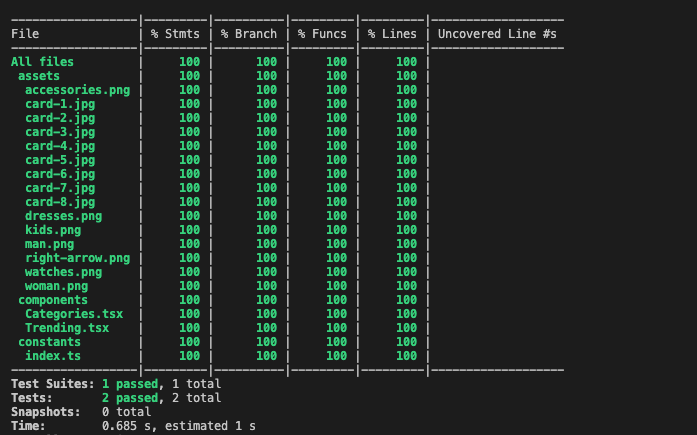 -------------------|---------|----------|---------|---------|-------------------
File               | % Stmts | % Branch | % Funcs | % Lines | Uncovered Line #s
-------------------|---------|----------|---------|---------|-------------------
All files          |     100 |      100 |     100 |     100 |
 assets            |     100 |      100 |     100 |     100 |
  accessories.png  |     100 |      100 |     100 |     100 |
  card-1.jpg       |     100 |      100 |     100 |     100 |
  card-2.jpg       |     100 |      100 |     100 |     100 |
  card-3.jpg       |     100 |      100 |     100 |     100 |
  card-4.jpg       |     100 |      100 |     100 |     100 |
  card-5.jpg       |     100 |      100 |     100 |     100 |
  card-6.jpg       |     100 |      100 |     100 |     100 |
  card-7.jpg       |     100 |      100 |     100 |     100 |
  card-8.jpg       |     100 |      100 |     100 |     100 |
  dresses.png      |     100 |      100 |     100 |     100 |
  kids.png         |     100 |      100 |     100 |     100 |
  man.png          |     100 |      100 |     100 |     100 |
  right-arrow.png  |     100 |      100 |     100 |     100 |
  watches.png      |     100 |      100 |     100 |     100 |
  woman.png        |     100 |      100 |     100 |     100 |
 components        |     100 |      100 |     100 |     100 |
  Categories.tsx   |     100 |      100 |     100 |     100 |
  Trending.tsx     |     100 |      100 |     100 |     100 |
 constants         |     100 |      100 |     100 |     100 |
  index.ts         |     100 |      100 |     100 |     100 |
-------------------|---------|----------|---------|---------|-------------------
Test Suites: 1 passed, 1 total
Tests:       2 passed, 2 total
Snapshots:   0 total
Time:        0.685 s, estimated 1 s